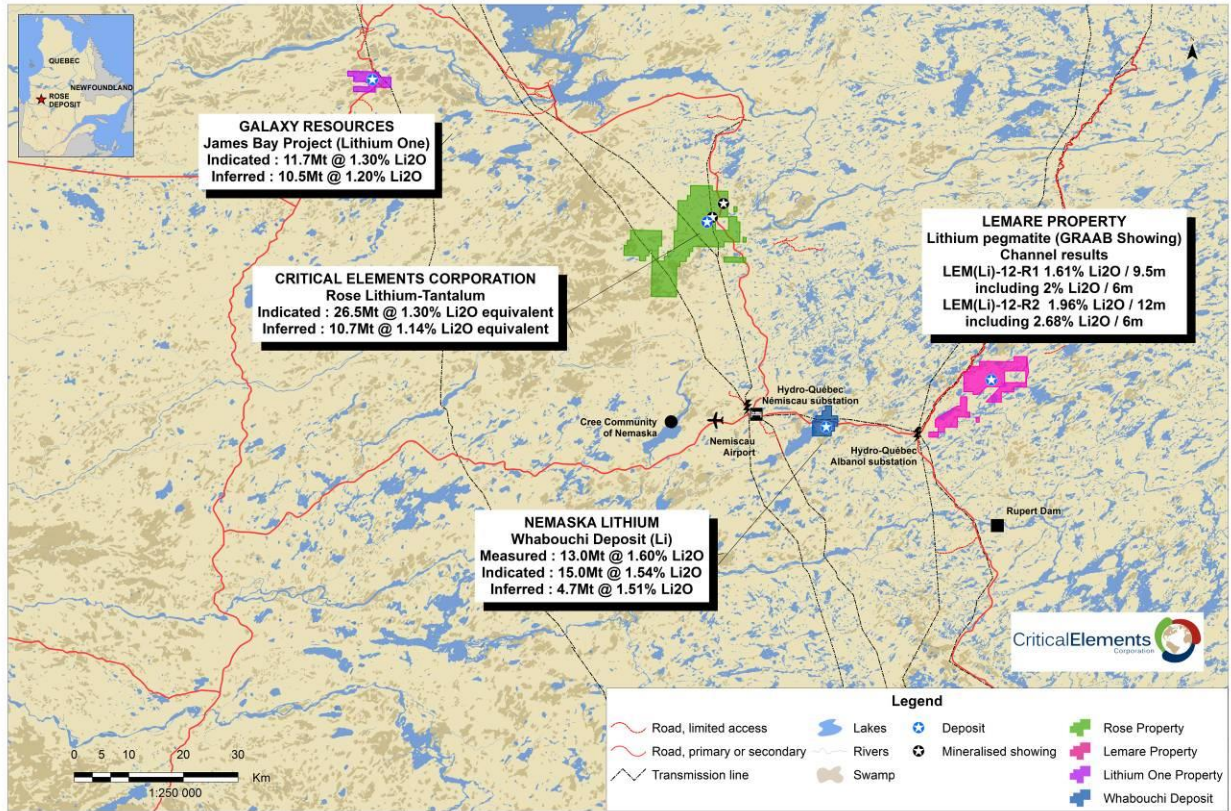 QUEBEC
NEWFOUNDLAND
ROSE
DEPOSIT
GALAXY RESOURCES
James Bay Project (Lithium One)
Indicated : 11.7Mt @ 1.30% Li2O
Inferred : 10.5Mt @ 1.20% Li2O
CRITICAL ELEMENTS CORPORATION
Rose Lithium-Tantalum
Indicated : 26.5Mt @ 1.30% Li2O equivalent
Inferred : 10.7Mt @ 1.14% Li2O equivalent
LEMARE PROPERTY
Lithium pegmatite (GRAAB Showing)
Channel results
LEM(Li)-12-R1 1.61% Li2O / 9.5m
including 2% Li2O / 6m
LEM(Li)-12-R2 1.96% Li2O / 12m
including 2.68% Li2O / 6m
Hydro-Québec
Némiscau substation
Cree Community
of Nemaska
Nemiscau
Airport
Hydro-Québec
Albanol substation
Rupert Dam
NEMASKA LITHIUM
Whabouchi Deposit (Li)
Measured : 13.0Mt @ 1.60% Li2O
Indicated : 15.0Mt @ 1.54% Li2O
Inferred : 4.7Mt @ 1.51% Li2O
CriticalElements
Corporation
Legend
Road, limited access
Road, primary or secondary
Transmission line
Lakes
Rivers
Swamp
Deposit
Mineralised showing
Rose Property
Lemare Property
Lithium One Property
Whabouchi Deposit
0 5 10 20 30
Km
1:250 000